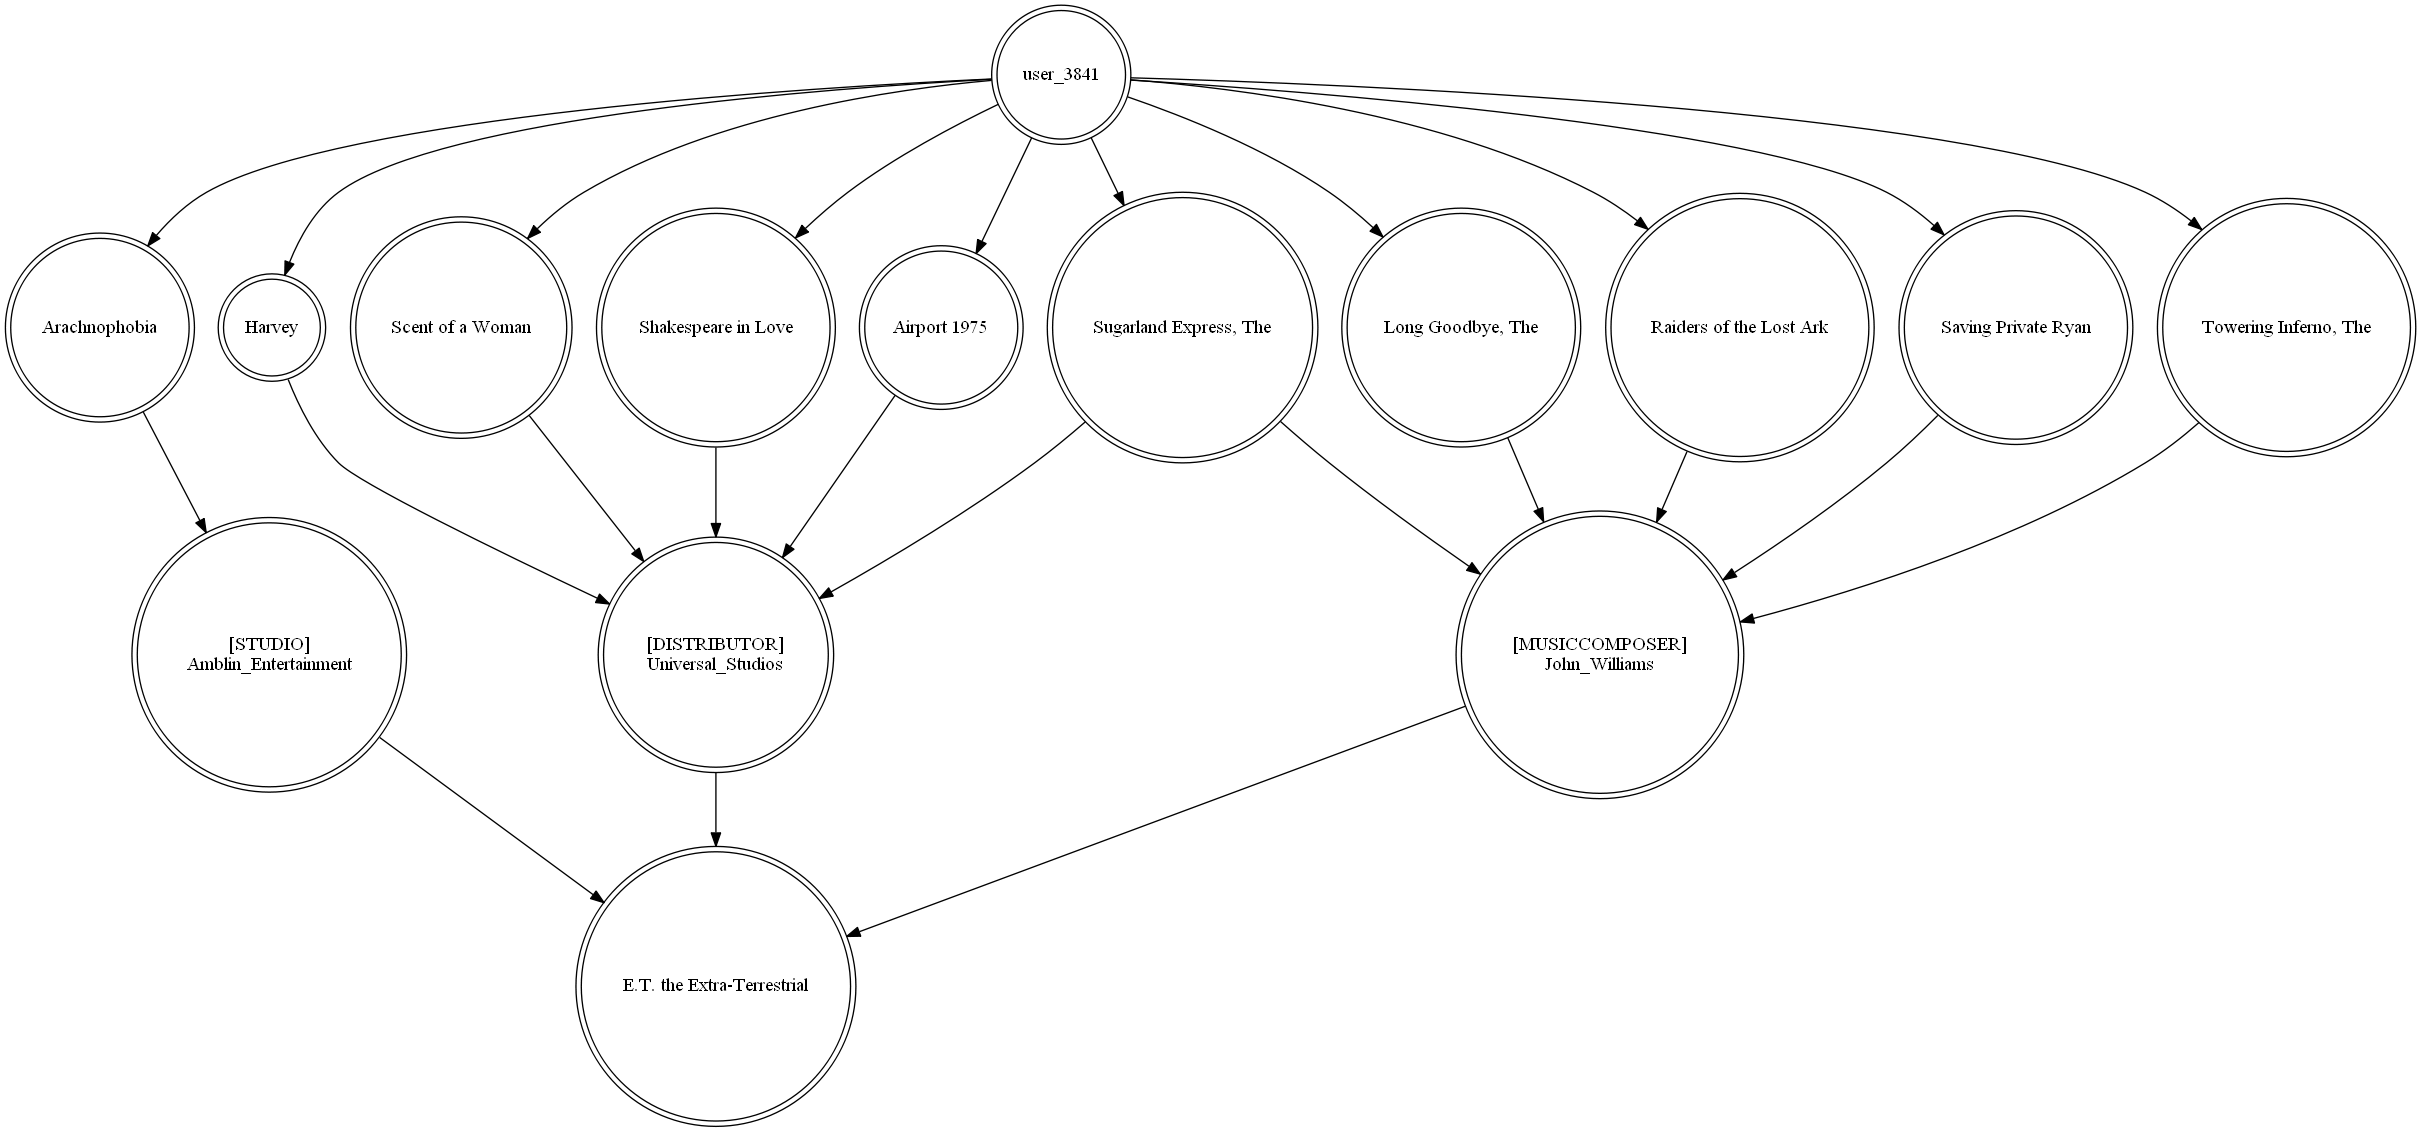 user_3841
Arachnophobia
Harvey
Scent of a Woman
Shakespeare in Love
Airport 1975
Sugarland Express, The
Long Goodbye, The
Raiders of the Lost Ark
Saving Private Ryan
Towering Inferno, The
[STUDIO]
Amblin_Entertainment
[DISTRIBUTOR]
Universal_Studios
[MUSICCOMPOSER]
John_Williams
E.T. the Extra-Terrestrial